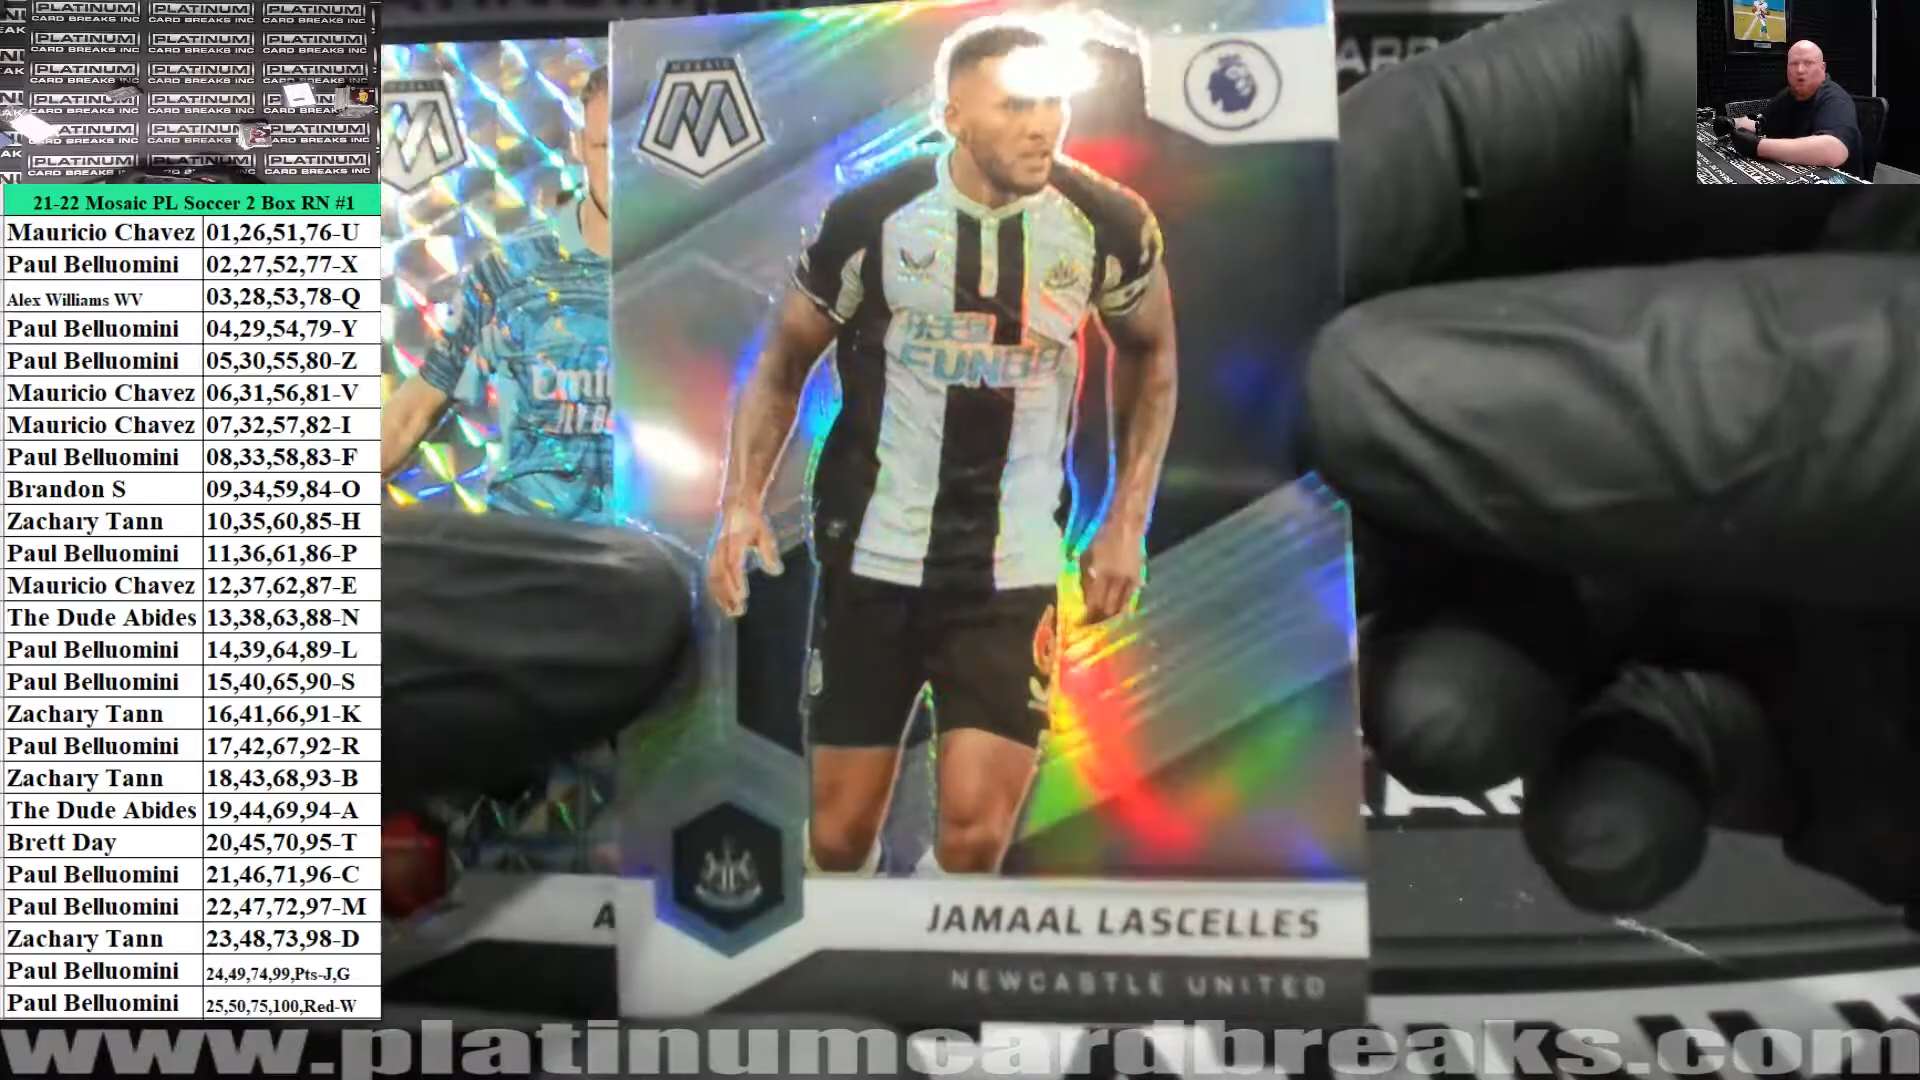 PLATINUM PLATINUM PLATINUM
CARD BREAKS INC CARD BREAKS INC CARD BREAKS INC
21-22 Mosaic PL Soccer 2 Box RN #1
Mauricio Chavez 01,26,51,76-U
Paul Belluomini 02,27,52,77-X
Alex Williams WV 03,28,53,78-Q
Paul Belluomini 04,29,54,79-Y
Paul Belluomini 05,30,55,80-Z
Mauricio Chavez 06,31,56,81-V
Mauricio Chavez 07,32,57,82-I
Paul Belluomini 08,33,58,83-F
Brandon S 09,34,59,84-O
Zachary Tann 10,35,60,85-H
Paul Belluomini 11,36,61,86-P
Mauricio Chavez 12,37,62,87-E
The Dude Abides 13,38,63,88-N
Paul Belluomini 14,39,64,89-L
Paul Belluomini 15,40,65,90-S
Zachary Tann 16,41,66,91-K
Paul Belluomini 17,42,67,92-R
Zachary Tann 18,43,68,93-B
The Dude Abides 19,44,69,94-A
Brett Day 20,45,70,95-T
Paul Belluomini 21,46,71,96-C
Paul Belluomini 22,47,72,97-M
Zachary Tann 23,48,73,98-D
Paul Belluomini 24,49,74,99,Pts-J,G
Paul Belluomini 25,50,75,100,Red-W
MOSAIC
FUN88
A
JAMAAL LASCELLES
NEWCASTLE UNITED
www.platinumcardbreaks.com